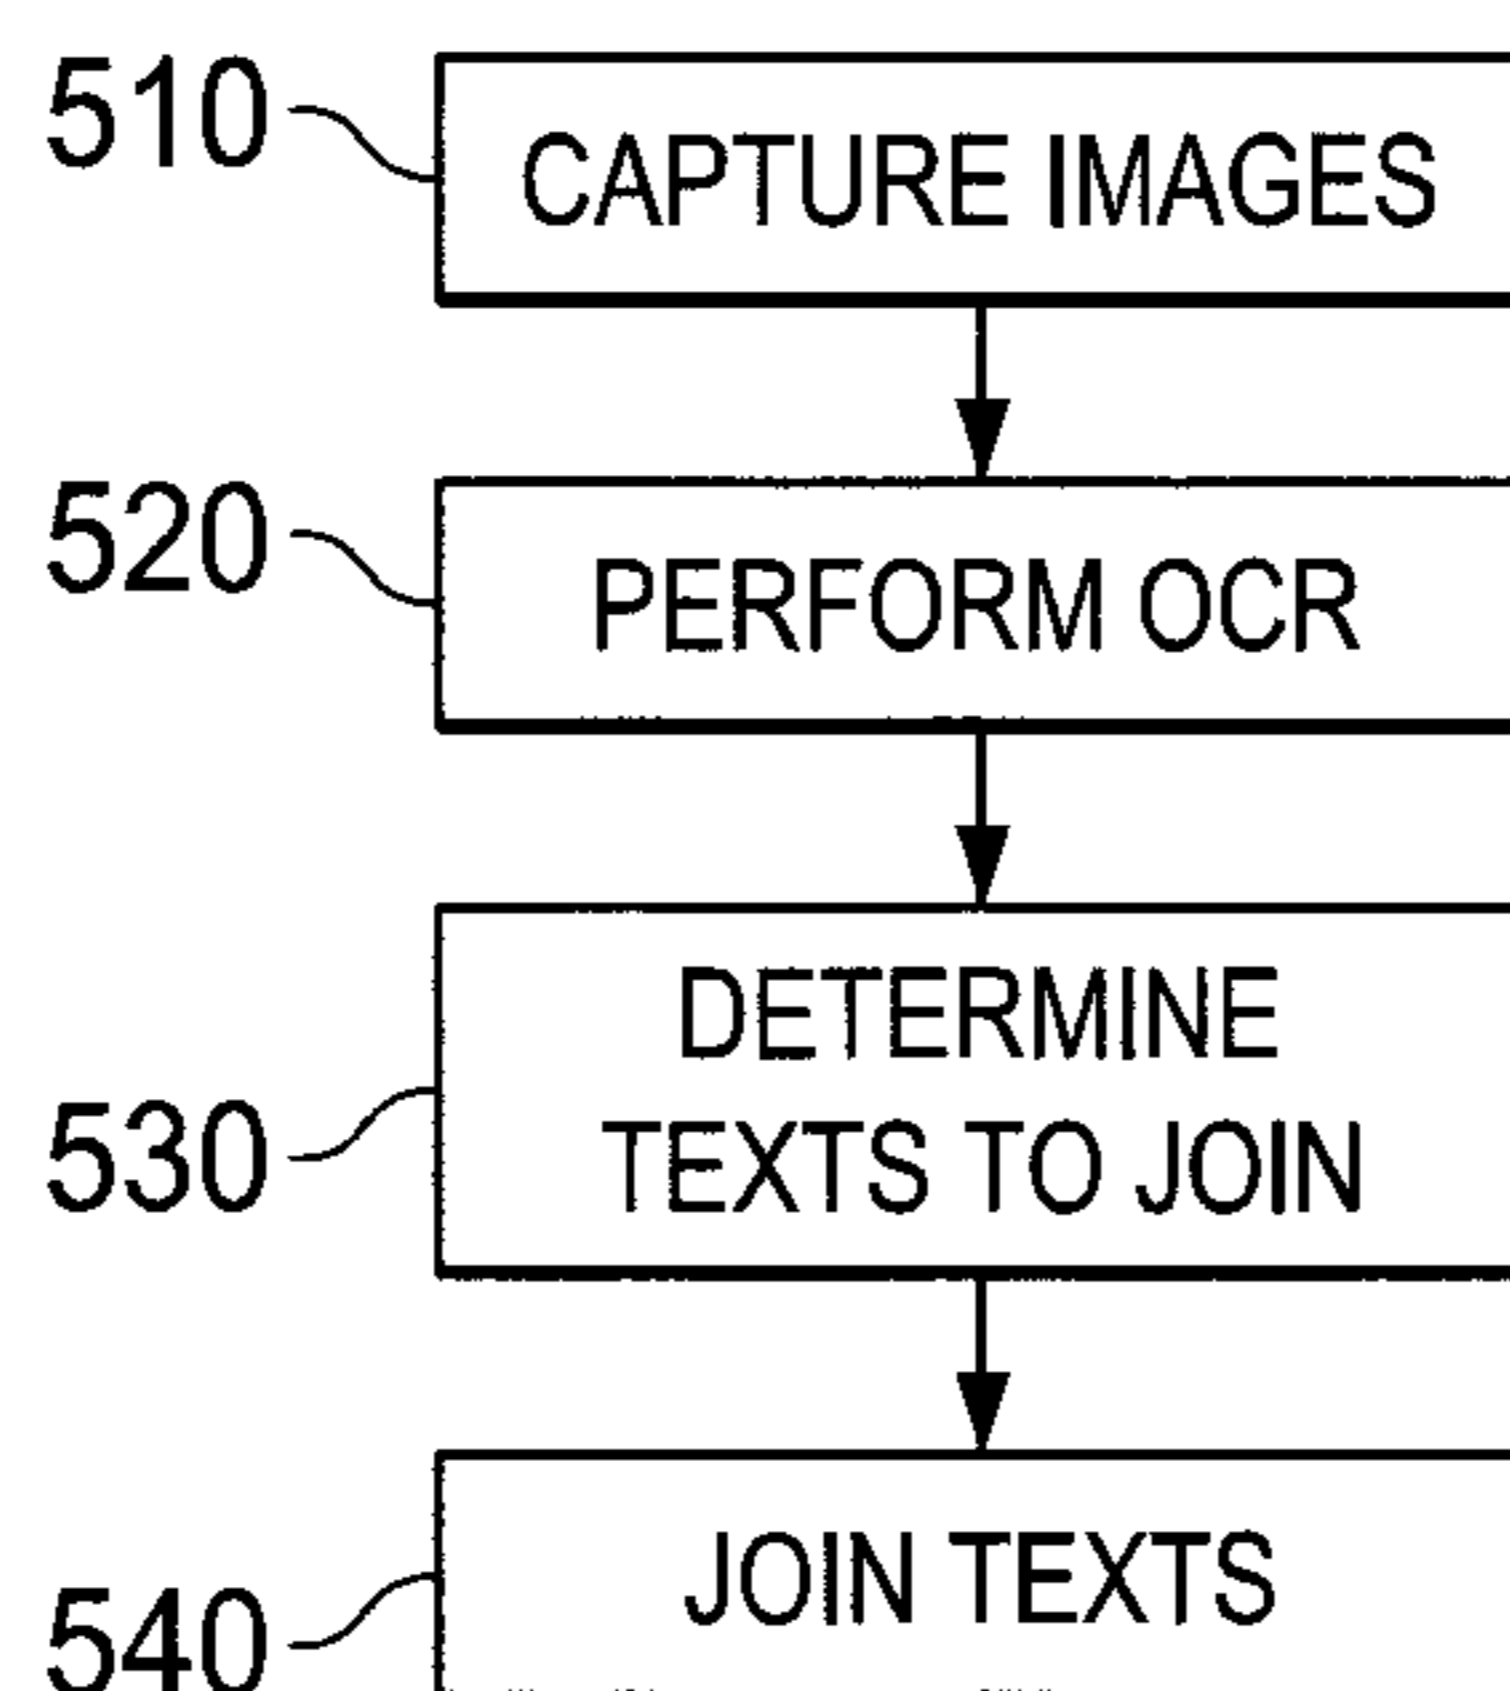 510
CAPTURE IMAGES
520
PERFORM OCR
DETERMINE
530
TEXTS TO JOIN
JOIN TEXTS
540